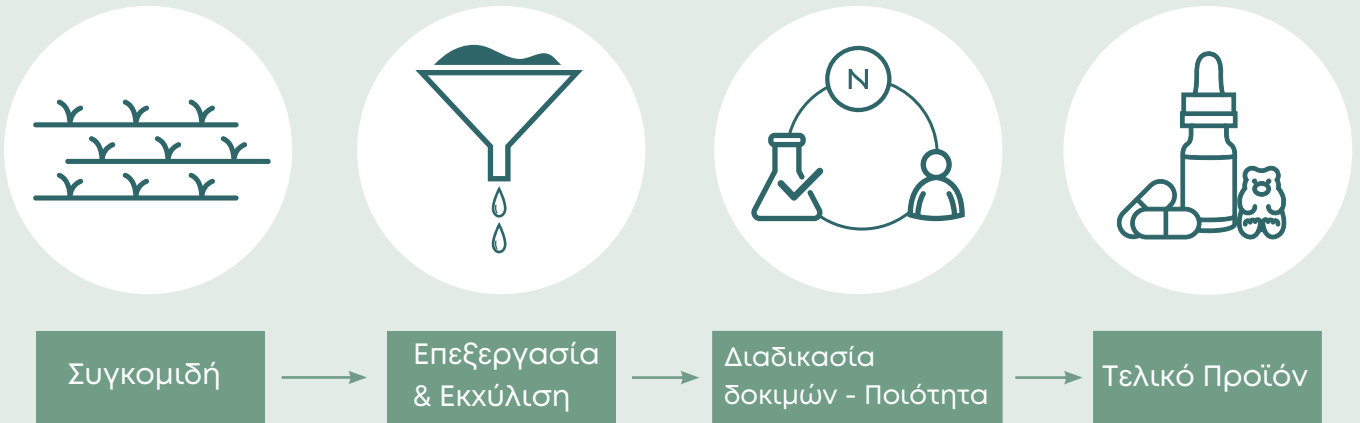 N
Συγκομιδή
Επεξεργασία
& Εκχύλιση
Διαδικασία
δοκιμών - Ποιότητα
Τελικό Προϊόν